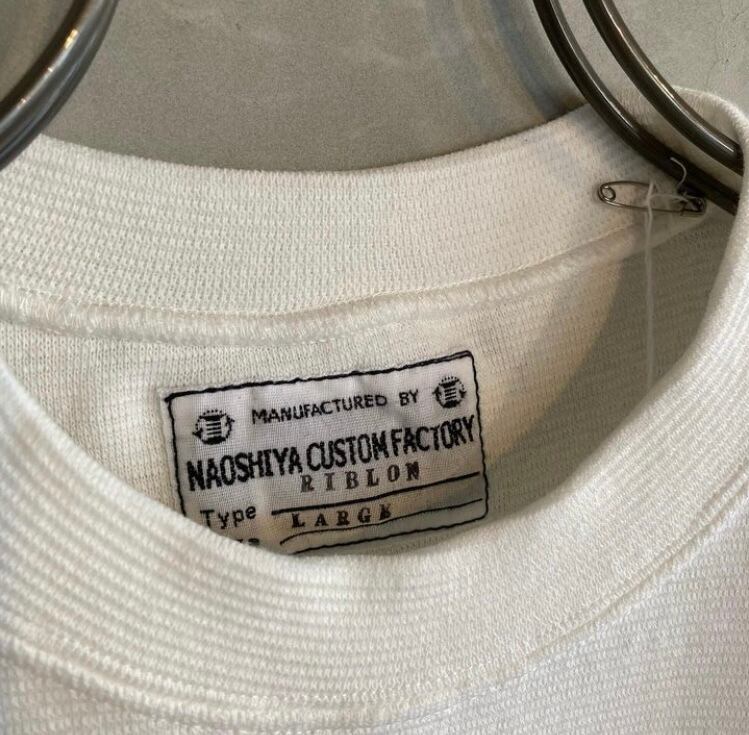 MANUFACTURED BY
NAOSHIYA CUSTOM FACTORY
RIBLON
Type
LARGE